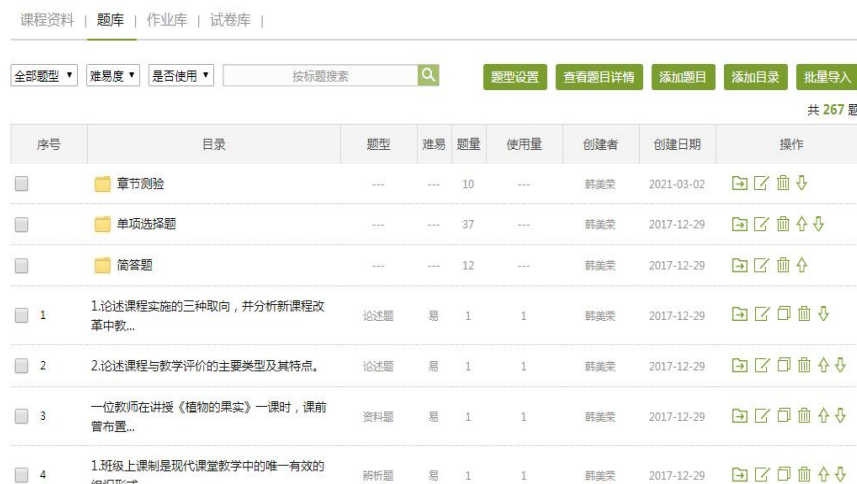 课程资料 | 题库 | 作业库 | 试卷库 |
全部题型 ▼ 难易度 ▼ 是否使用 ▼ 按标题搜索 题型设置 查看题目详情 添加题目 添加目录 批量导入
共 267 题
序号 目录 题型 难易 题量 使用量 创建者 创建日期 操作
章节测验 --- --- 10 --- 韩美荣 2021-03-02
单项选择题 --- --- 37 --- 韩美荣 2017-12-29
简答题 --- --- 12 --- 韩美荣 2017-12-29
1 1.论述课程实施的三种取向，并分析新课程改 论述题 易 1 1 韩美荣 2017-12-29
革中教...
2 2.论述课程与教学评价的主要类型及其特点。 论述题 易 1 1 韩美荣 2017-12-29
3 一位教师在讲授《植物的果实》一课时，课前 资料题 易 1 1 韩美荣 2017-12-29
曾布置...
4 1.班级上课制是现代课堂教学中的唯一有效的 辨析题 易 1 1 韩美荣 2017-12-29